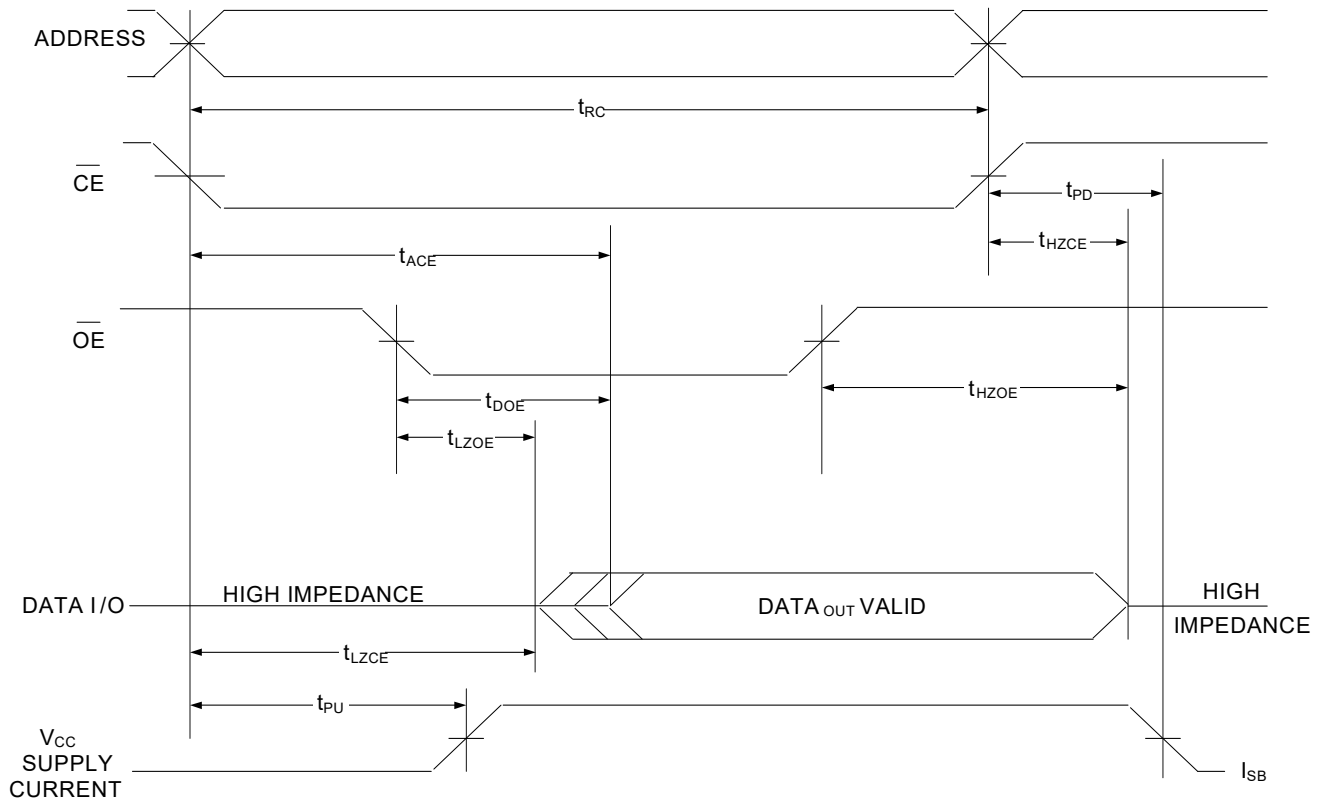 ADDRESS
tRC
CE
tPD
tHZCE
tACE
OE
tHZOE
tDOE
tLZOE
DATA I/O
HIGH IMPEDANCE
DATA OUT VALID
HIGH
IMPEDANCE
tLZCE
tPU
VCC
SUPPLY
CURRENT
ISB